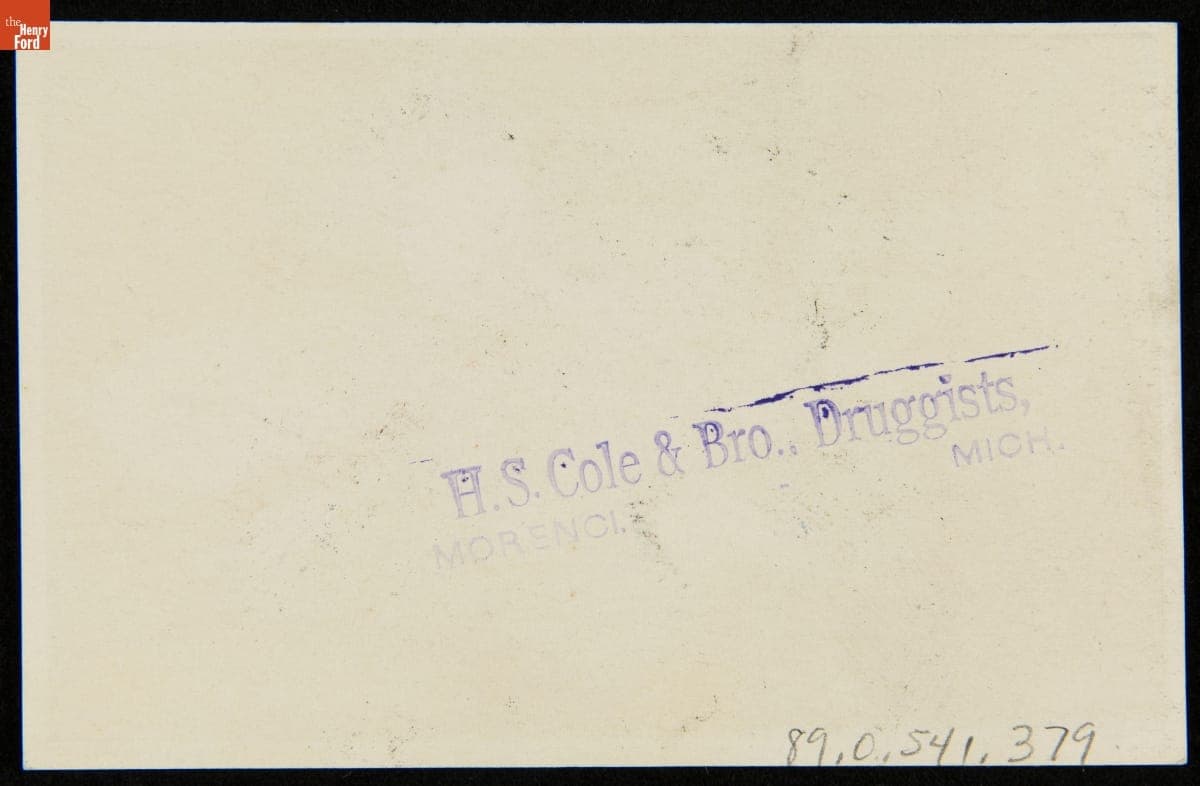 the
Henry
Ford
H. S. Cole & Bro., Druggists,
MORENCI. MICH.
89.0.541.379